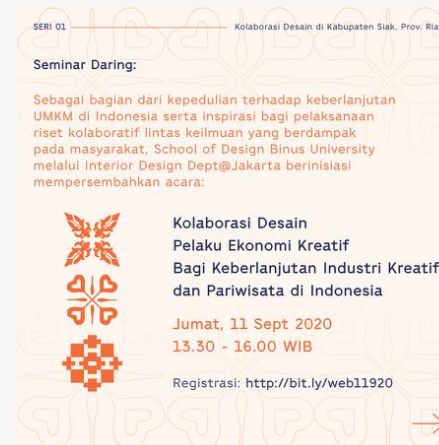 SERI 01
Kolaborasi Desain di Kabupaten Siak, Prov. Ria
Seminar Daring:
Sebagai bagian dari kepedulian terhadap keberlanjutan
UMKM di Indonesia serta inspirasi bagi pelaksanaan
riset kolaboratif lintas keilmuan yang berdampak
pada masyarakat, School of Design Binus University
melalui Interior Design Dept@Jakarta berinisiasi
mempersembahkan acara:
Kolaborasi Desain
Pelaku Ekonomi Kreatif
Bagi Keberlanjutan Industri Kreatif
dan Pariwisata di Indonesia
Jumat, 11 Sept 2020
13.30 - 16.00 WIB
Registrasi: http://bit.ly/web11920